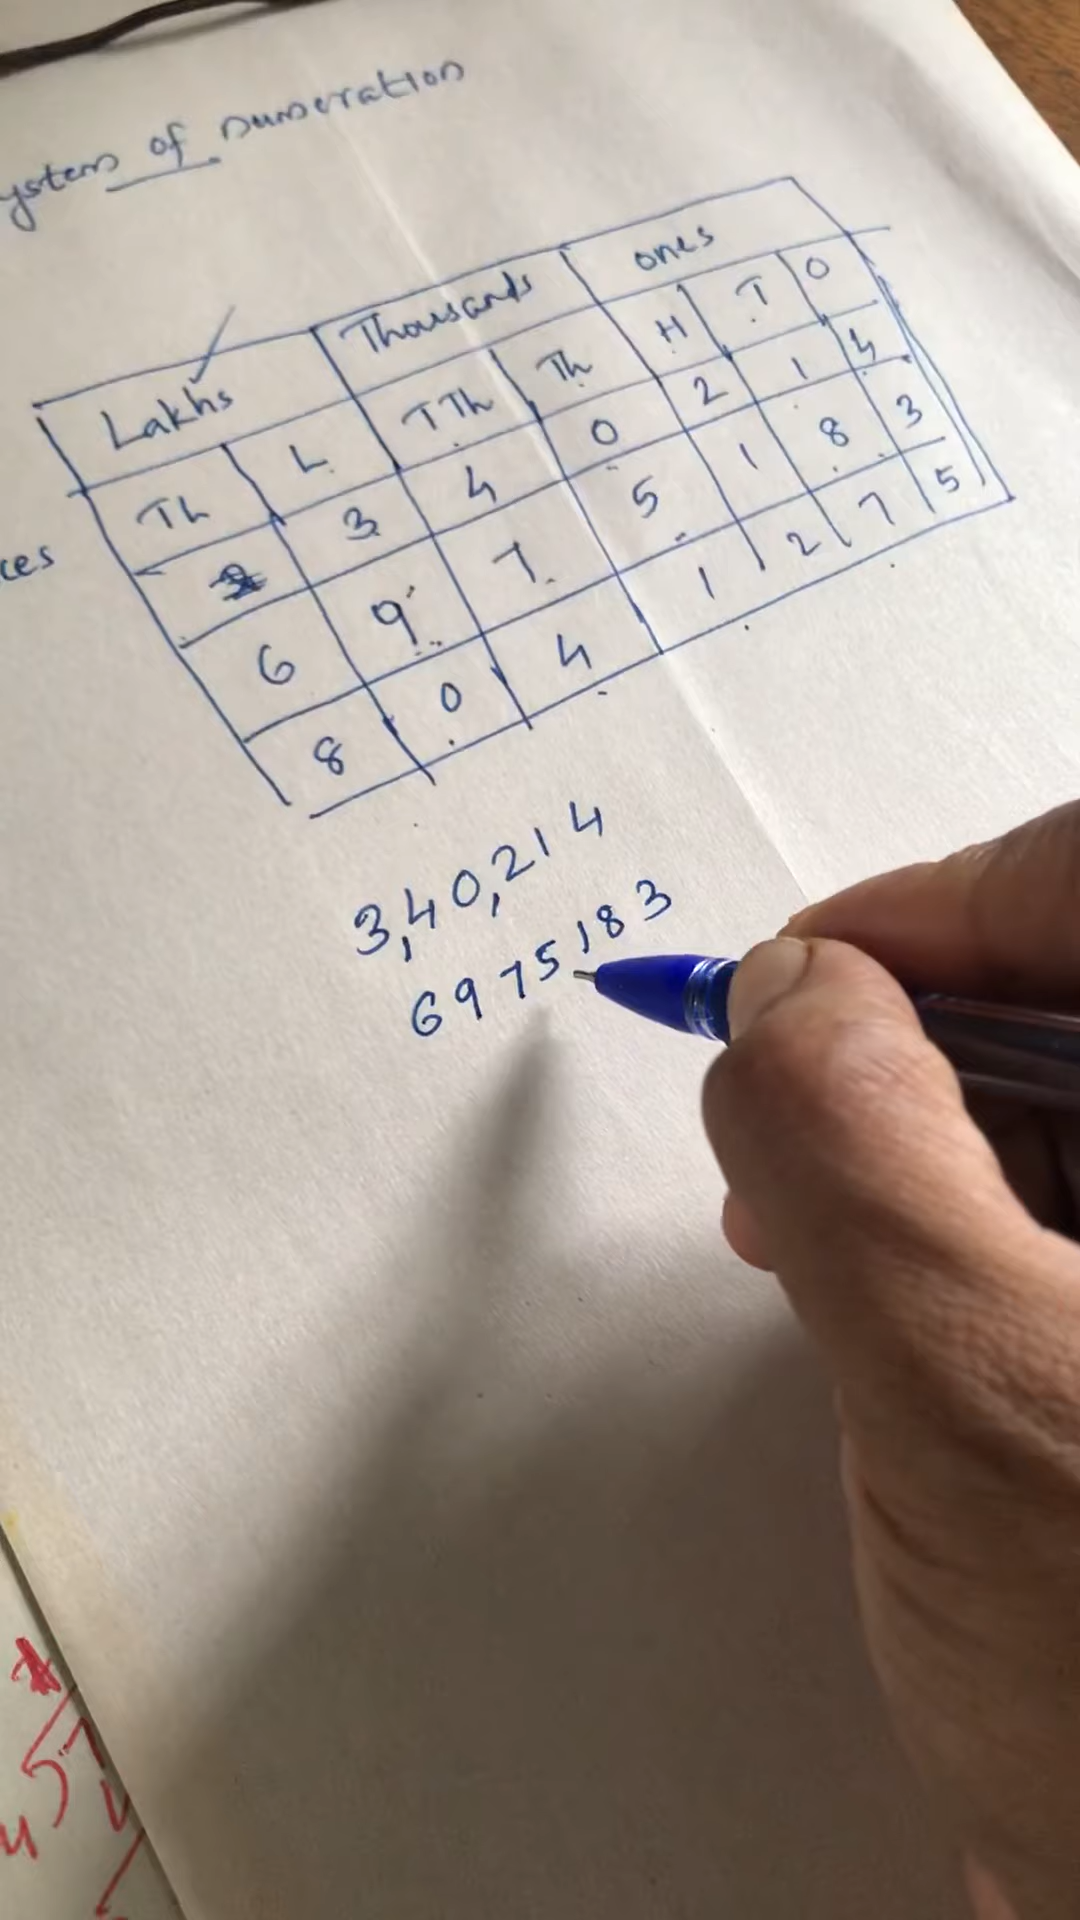 ystem of numeration
Lakhs Thousands ones
Th L TTh Th H T O
3 4 0 2 1 4
ces
6 9 7 5 1 8 3
8 0 4 1 2 7 5
3,40,214
6975183